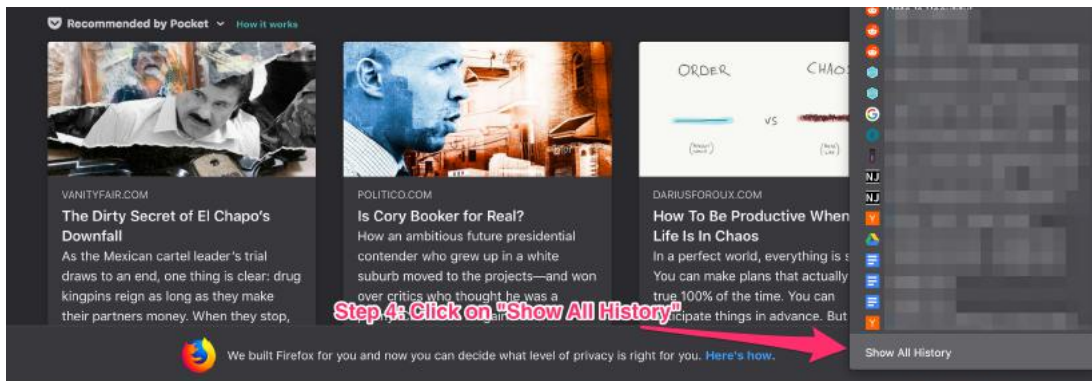 Recommended by Pocket
How it works
VANITYFAIR.COM
The Dirty Secret of El Chapo's
Downfall
As the Mexican cartel leader's trial
draws to an end, one thing is clear: drug
kingpins reign as long as they make
their partners money. When they stop,
POLITICO.COM
Is Cory Booker for Real?
How an ambitious future presidential
contender who grew up in a white
suburb moved to the projects—and won
over critics who thought he was a
ORDER
CHAOS
VS
DARIUSFOROUX.COM
How To Be Productive When
Life Is In Chaos
In a perfect world, everything is s
You can make plans that actually
true 100% of the time. You can
icipate things in advance. But
NJ
NJ
Y
Y
Step 4: Click on "Show All History"
We built Firefox for you and now you can decide what level of privacy is right for you. Here's how.
Show All History